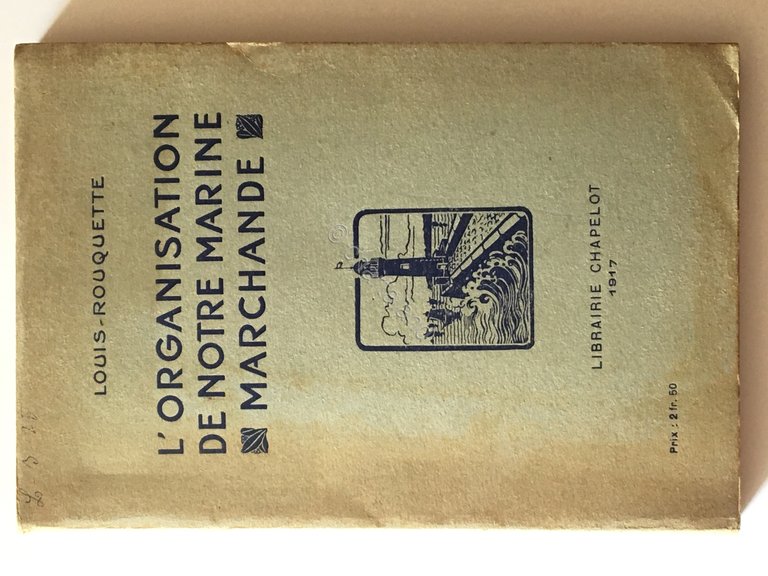 LOUIS-ROUQUETTE
L'ORGANISATION
DE NOTRE MARINE
MARCHANDE
LIBRAIRIE CHAPELOT
1917
Prix : 2 fr. 50